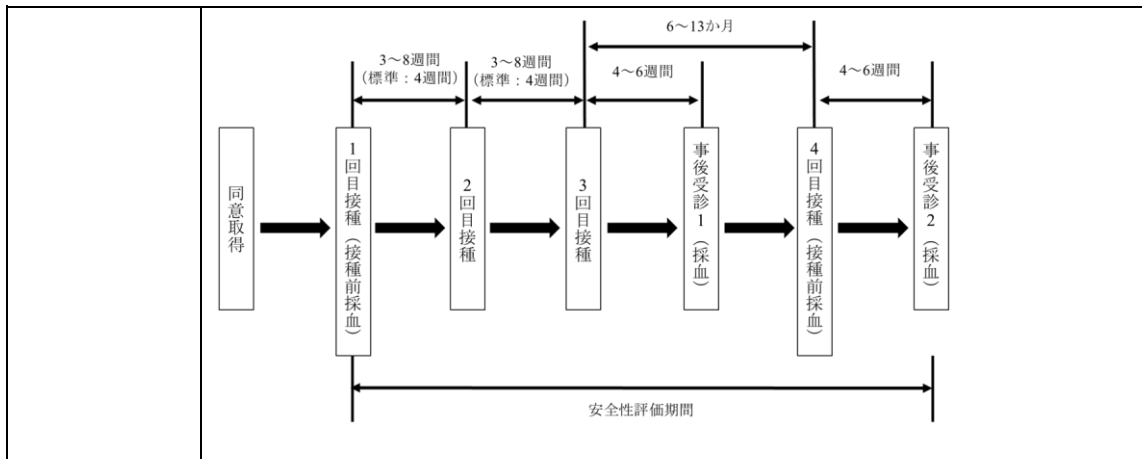 6～13か月
3～8週間
（標準：4週間）
3～8週間
（標準：4週間）
4～6週間
4～6週間
同意取得
1回目接種（接種前採血）
2回目接種
3回目接種
事後受診1（採血）
4回目接種（接種前採血）
事後受診2（採血）
安全性評価期間